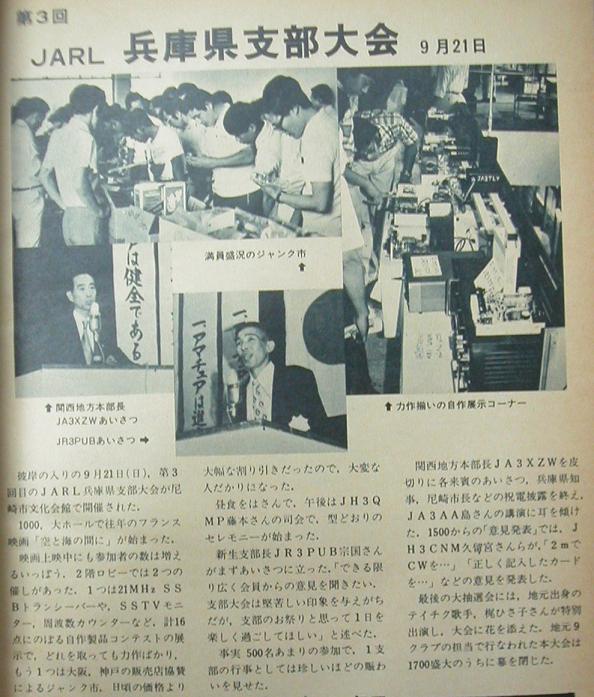 第3回
JARL 兵庫県支部大会 9月21日
満員盛況のジャンク市
⬆
は健全である
一、アマチュアは進
⬆ 関西地方本部長
JA3XZWあいさつ
JR3PUBあいさつ ➡
⬆ 力作揃いの自作展示コーナー
彼岸の入りの9月21日(日)，第3
回目のJARL兵庫県支部大会が尼
崎市文化会館で開催された。
1000，大ホールで往年のフランス
映画「空と海の間に」が始まった。
映画上映中にも参加者の数は増え
るいっぽう．2階ロビーでは2つの
催しがあった．1つは21MHz SS
Bトランシーバーや，SSTVモニ
ター，周波数カウンターなど，計16
点にのぼる自作製品コンテストの展
示で，どれを取っても力作ばかり．
もう1つは大阪，神戸の販売店協賛
によるジャンク市，日頃の価格より
大幅な割り引きだったので，大変な
人だかりになった。
昼食をはさんで，午後はJH3Q
MP藤本さんの司会で，型どおりの
セレモニーが始まった。
新生支部長JR3PUB宗国さん
がまずあいさつに立った.「できる限
り広く会員からの意見を聞きたい．
支部大会は堅苦しい印象を与えがち
だが，支部のお祭りと思って1日を
楽しく過ごしてほしい」と述べた。
事実 500名あまりの参加で，1支
部の行事としては珍しいほどの賑わ
いを見せた。
関西地方本部長JA3XZWを皮
切りに各来賓のあいさつ，兵庫県知
事，尼崎市長などの祝電披露を終え，
JA3AA島さんの講演に耳を傾け
た．1500からの「意見発表」では，J
H3CNM久留宮さんらが，「2mで
CWを…」「正しく記入したカード
を…」などの意見を発表した。
最後の大抽選会には，地元出身の
テイチク歌手，梶ひさ子さんが特別
出演し，大会に花を添えた．地元9
クラブの担当で行なわれた本大会は
1700盛大のうちに幕を閉じた。